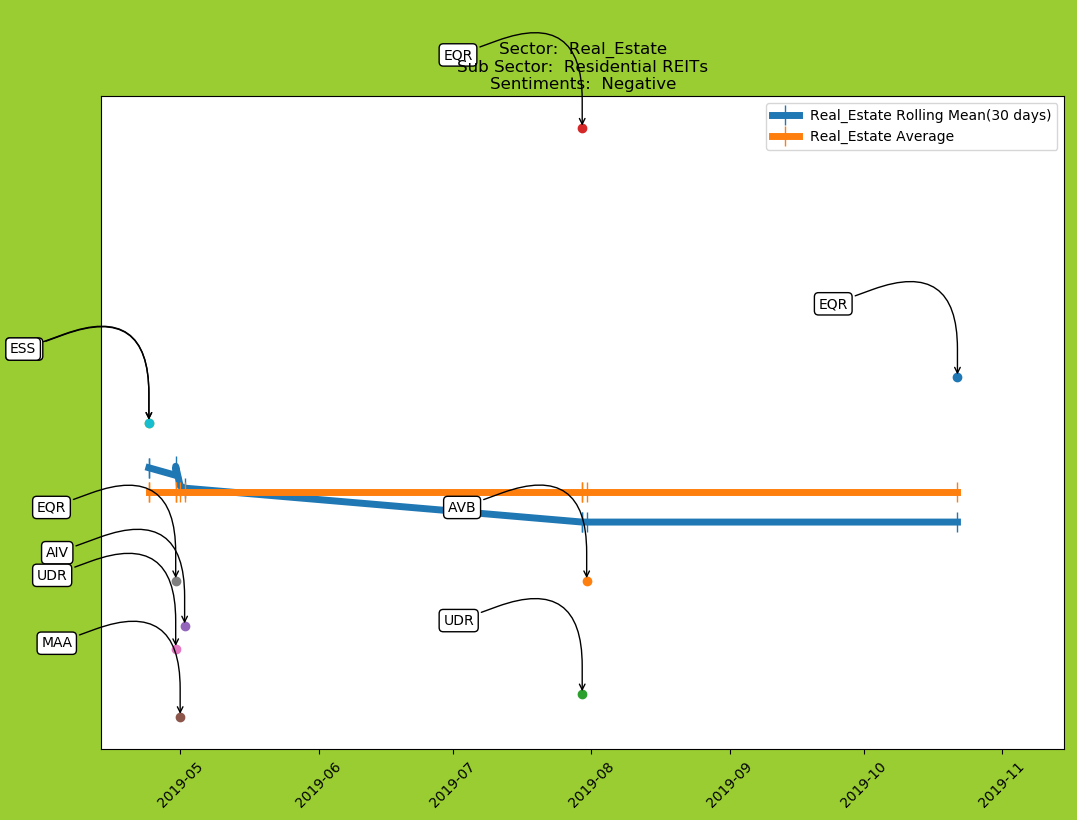 EQR
Sector:  Real_Estate
Sub Sector:  Residential REITs
Sentiments:  Negative
Real_Estate Rolling Mean(30 days)
Real_Estate Average
EQR
ESS
EQR
AVB
AIV
UDR
UDR
MAA
2019-05
2019-06
2019-07
2019-08
2019-09
2019-10
2019-11